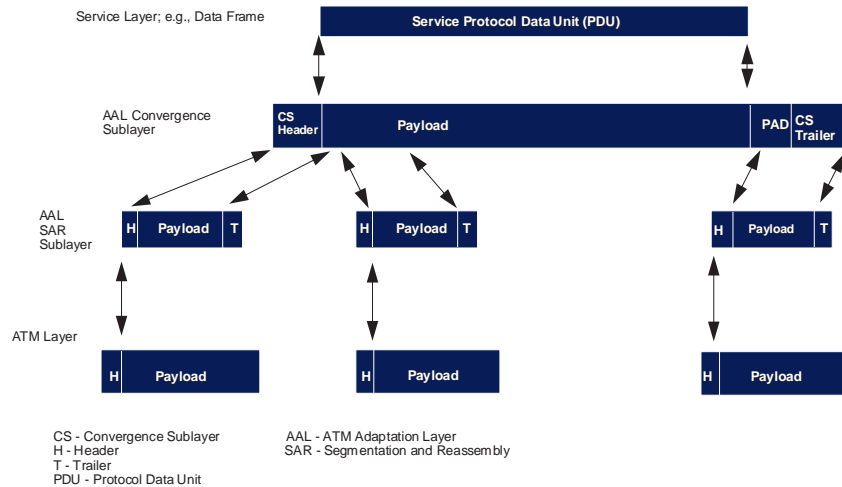 Service Layer; e.g., Data Frame
Service Protocol Data Unit (PDU)
AAL Convergence
Sublayer
CS
Header
Payload
PAD
CS
Trailer
AAL
SAR
Sublayer
H Payload T
H Payload T
H Payload T
ATM Layer
H Payload
H Payload
H Payload
CS - Convergence Sublayer
H - Header
T - Trailer
PDU - Protocol Data Unit
AAL - ATM Adaptation Layer
SAR - Segmentation and Reassembly